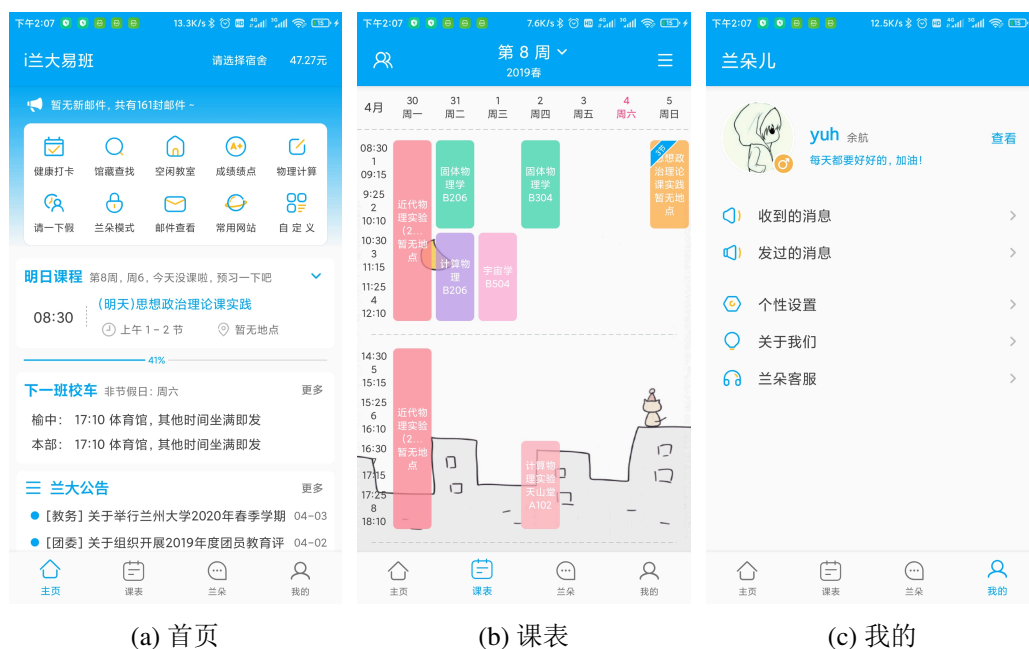 下午2:07
13.3K/s
4G
3G
15
i兰大易班
请选择宿舍
47.27元
暂无新邮件, 共有161封邮件 ~
健康打卡
馆藏查找
空闲教室
A+
成绩绩点
物理计算
请一下假
兰朵模式
邮件查看
常用网站
自 定 义
明日课程
第8周, 周6, 今天没课啦, 预习一下吧
08:30
(明天)思想政治理论课实践
上午 1 – 2 节
暂无地点
41%
下一班校车
非节假日: 周六
更多
榆中: 17:10 体育馆, 其他时间坐满即发
本部: 17:10 体育馆, 其他时间坐满即发
兰大公告
更多
[教务] 关于举行兰州大学2020年春季学期
04-03
[团委] 关于组织开展2019年度团员教育评
04-02
主页
课表
兰朵
我的
(a) 首页
下午2:07
7.6K/s
4G
3G
15
第 8 周
2019春
4月
30
周一
31
周二
1
周三
2
周四
3
周五
4
周六
5
周日
08:30
1
09:15
9:25
2
10:10
10:30
3
11:15
11:25
4
12:10
14:30
5
15:15
15:25
6
16:10
16:30
7
17:15
17:25
8
18:10
近代物
理实验
(2...
暂无地
点
固体物
理学
B206
计算物
理
B206
宇宙学
B504
固体物
理学
B304
思想政
治理论
课实践
暂无地
点
近代物
理实验
(2...
暂无地
点
计算物
理实验
天山堂
A102
主页
课表
兰朵
我的
(b) 课表
下午2:07
12.5K/s
4G
3G
15
兰朵儿
yuh 余航
每天都要好好的, 加油!
查看
收到的消息
发过的消息
个性设置
关于我们
兰朵客服
主页
课表
兰朵
我的
(c) 我的